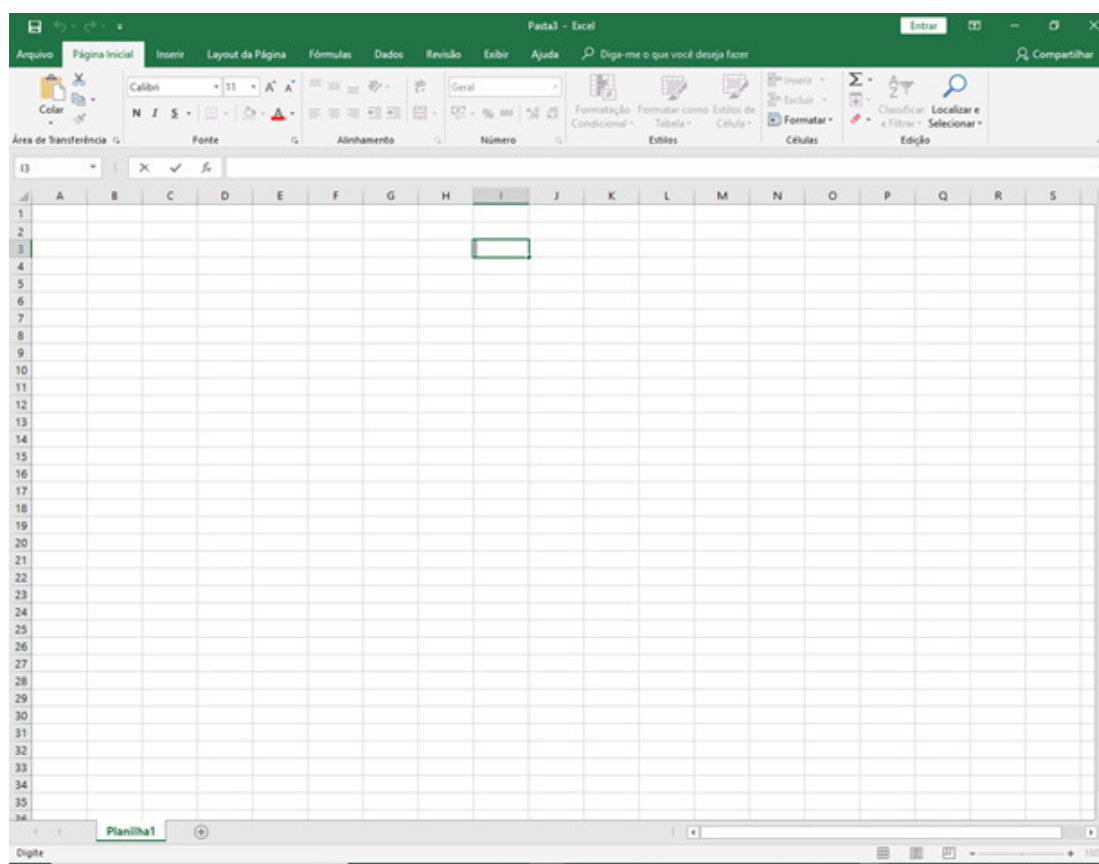 Pasta3 - Excel Entrar
Arquivo Página Inicial Inserir Layout da Página Fórmulas Dados Revisão Exibir Ajuda Diga-me o que você deseja fazer Compartilhar
Colar
Calibri 11
N I S A
Geral
% 000
Formatação Condicional
Formatar como Tabela
Estilos de Célula
Inserir
Excluir
Formatar
Σ
Classificar e Filtrar
Localizar e Selecionar
Área de Transferência Fonte Alinhamento Número Estilos Células Edição
I3 fx
A B C D E F G H I J K L M N O P Q R S
1
2
3
4
5
6
7
8
9
10
11
12
13
14
15
16
17
18
19
20
21
22
23
24
25
26
27
28
29
30
31
32
33
34
35
36
Planilha1
Digite 100